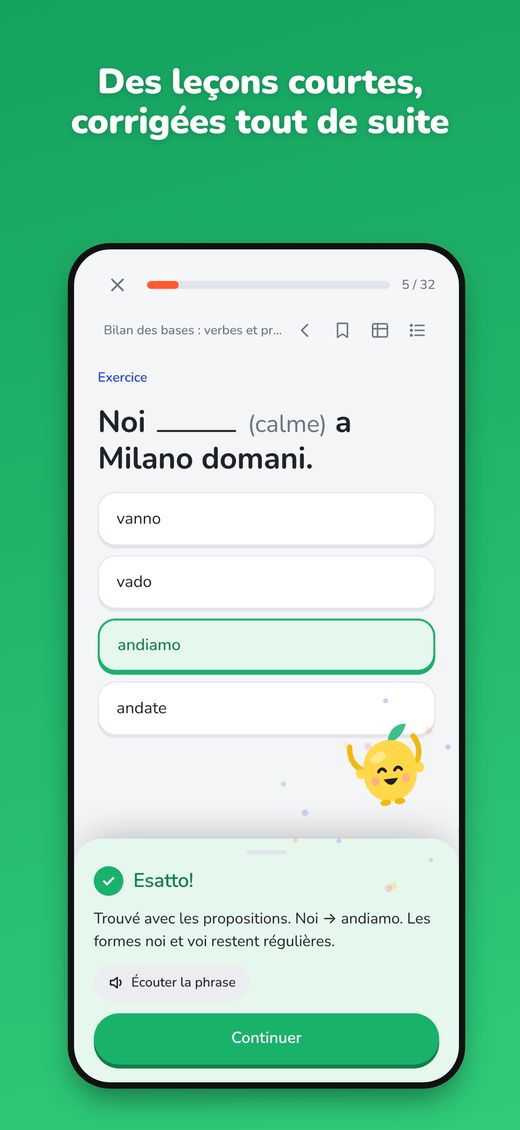 Des leçons courtes,
corrigées tout de suite
5 / 32
Bilan des bases : verbes et pr...
Exercice
Noi ______ (calme) a
Milano domani.
vanno
vado
andiamo
andate
Esatto!
Trouvé avec les propositions. Noi → andiamo. Les
formes noi et voi restent régulières.
Écouter la phrase
Continuer